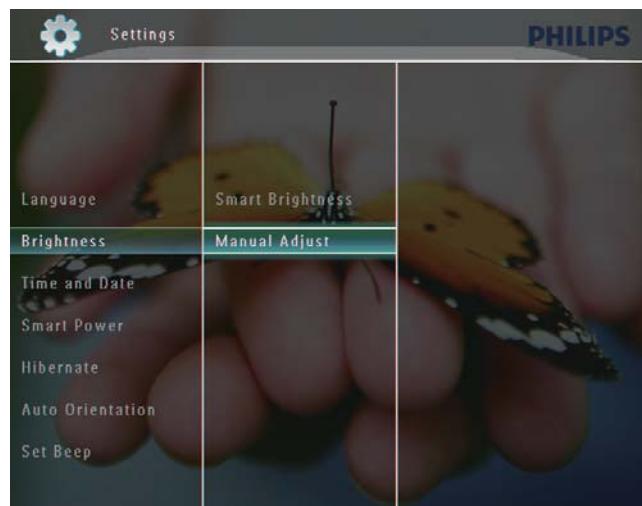 Settings
PHILIPS
Language
Brightness
Time and Date
Smart Power
Hibernate
Auto Orientation
Set Beep
Smart Brightness
Manual Adjust